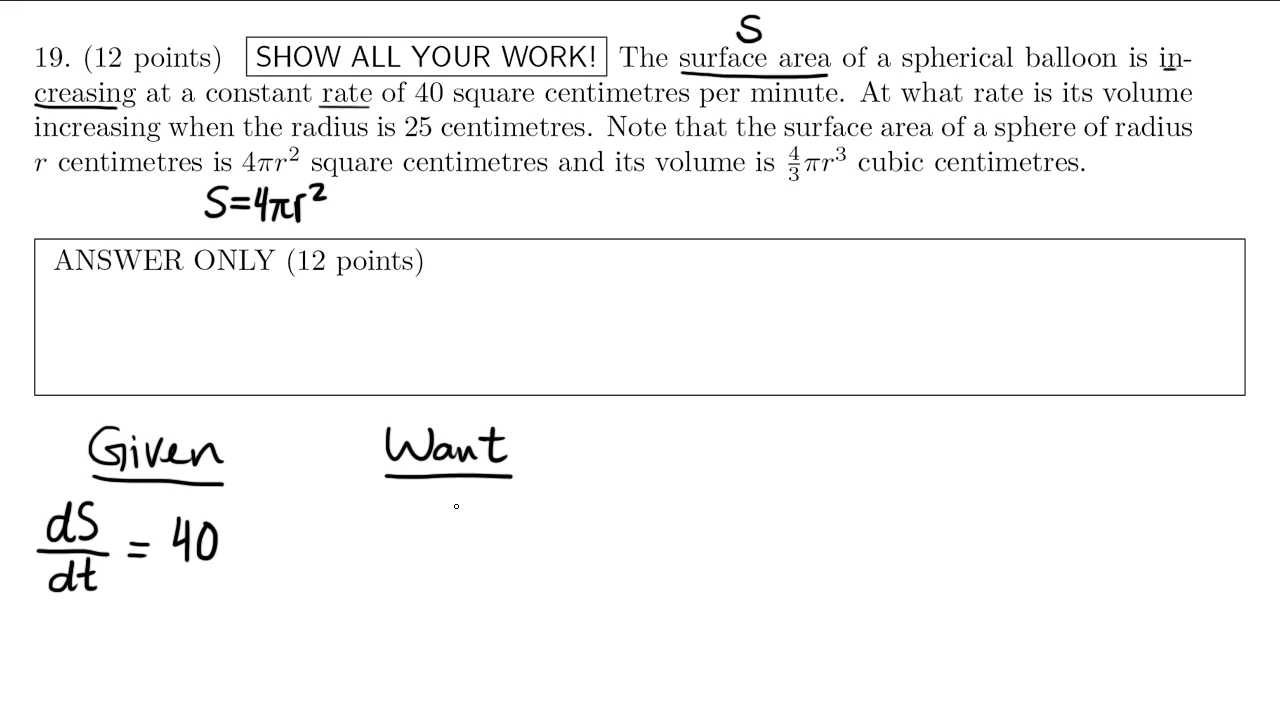 S
19. (12 points) SHOW ALL YOUR WORK! The surface area of a spherical balloon is in-
creasing at a constant rate of 40 square centimetres per minute. At what rate is its volume
increasing when the radius is 25 centimetres. Note that the surface area of a sphere of radius
r centimetres is 4πr² square centimetres and its volume is 4/3πr³ cubic centimetres.
S=4πr²
ANSWER ONLY (12 points)
Given Want
dS/dt = 40